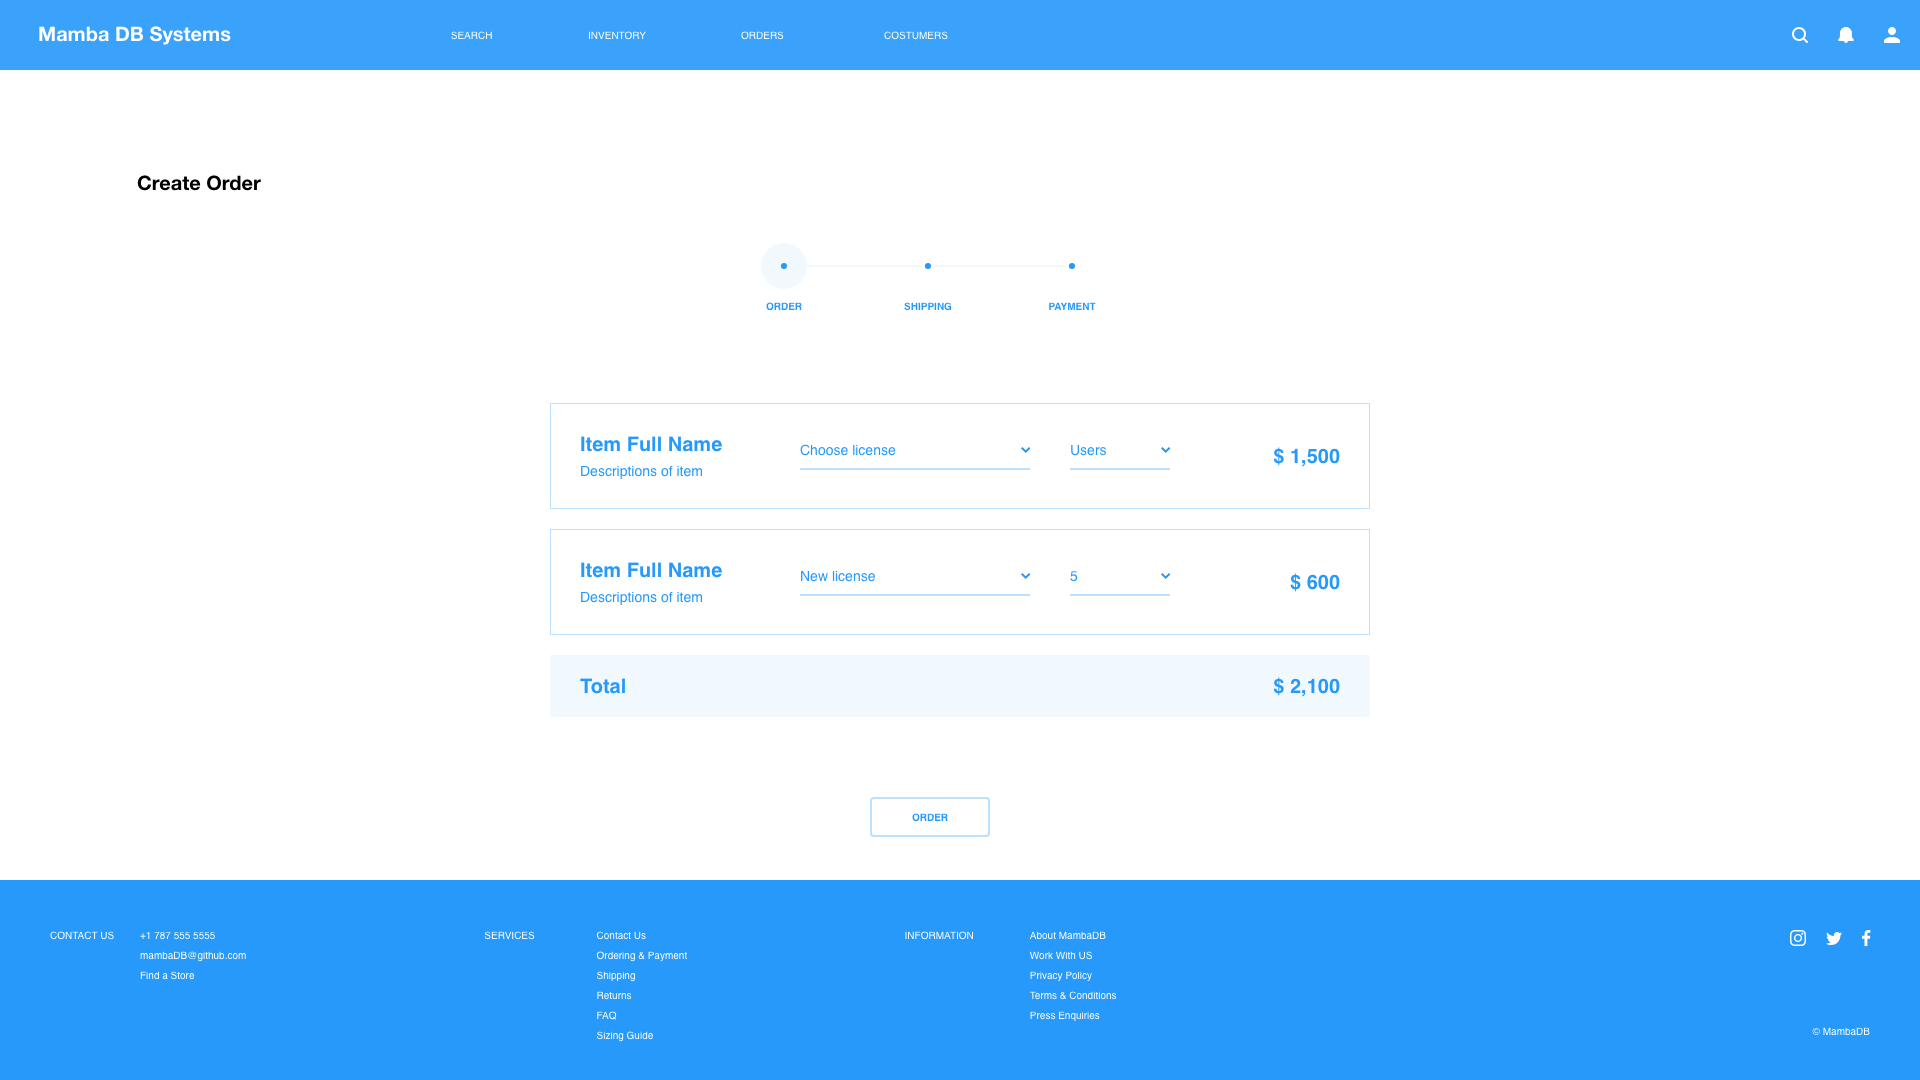 Mamba DB Systems
SEARCH
INVENTORY
ORDERS
COSTUMERS
Create Order
ORDER
SHIPPING
PAYMENT
Item Full Name
Descriptions of item
Choose license
Users
$ 1,500
Item Full Name
Descriptions of item
New license
5
$ 600
Total
$ 2,100
ORDER
CONTACT US
+1 787 555 5555
mambaDB@github.com
Find a Store
SERVICES
Contact Us
Ordering & Payment
Shipping
Returns
FAQ
Sizing Guide
INFORMATION
About MambaDB
Work With US
Privacy Policy
Terms & Conditions
Press Enquiries
© MambaDB